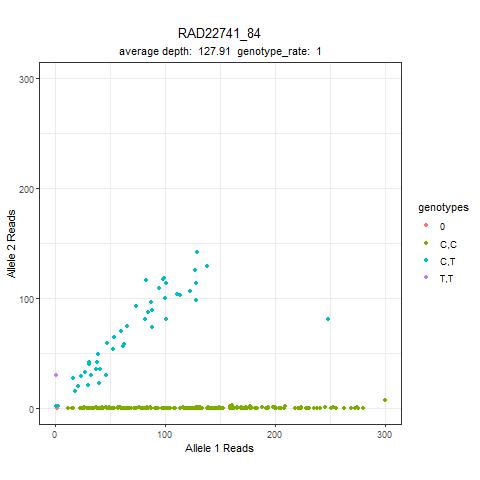 RAD22741_84
average depth: 127.91 genotype_rate: 1
300
200
100
0
0 100 200 300
Allele 1 Reads
Allele 2 Reads
genotypes
0
C,C
C,T
T,T